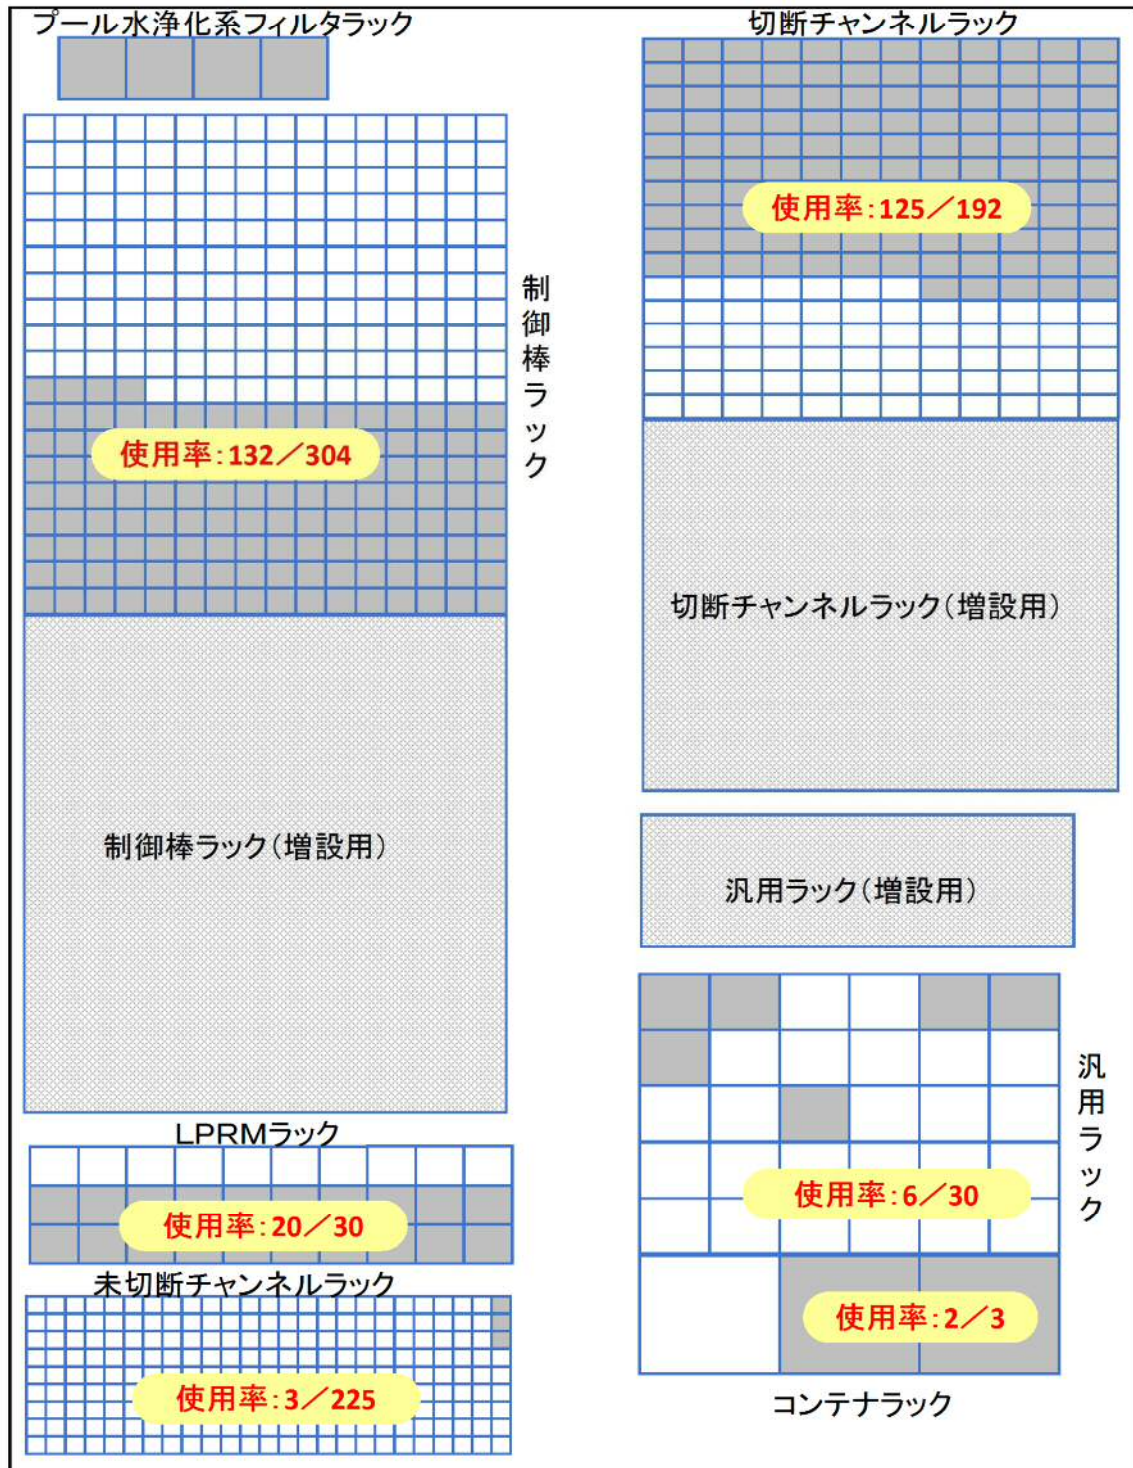 プール水浄化系フィルタラック
制御棒ラック
使用率:132/304
制御棒ラック(増設用)
LPRMラック
使用率:20/30
未切断チャンネルラック
使用率:3/225
切断チャンネルラック
使用率:125/192
切断チャンネルラック(増設用)
汎用ラック(増設用)
汎用ラック
使用率:6/30
使用率:2/3
コンテナラック